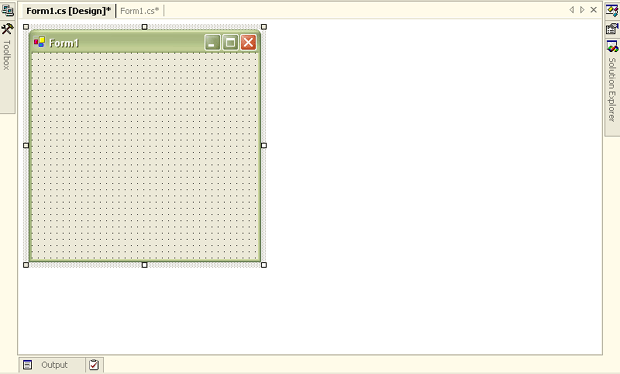 Form1.cs [Design]*
Form1.cs*
Toolbox
Form1
Solution Explorer
Output